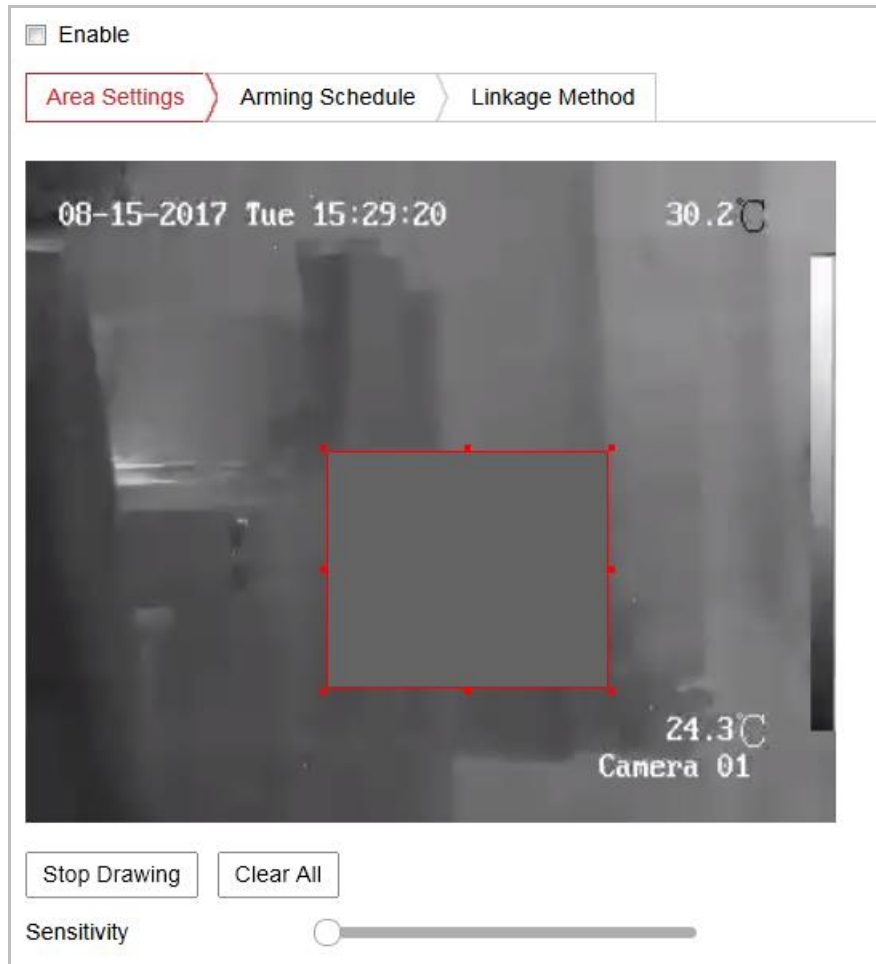 Enable
Area Settings Arming Schedule Linkage Method
08-15-2017 Tue 15:29:20 30.2℃
24.3℃
Camera 01
Stop Drawing Clear All
Sensitivity